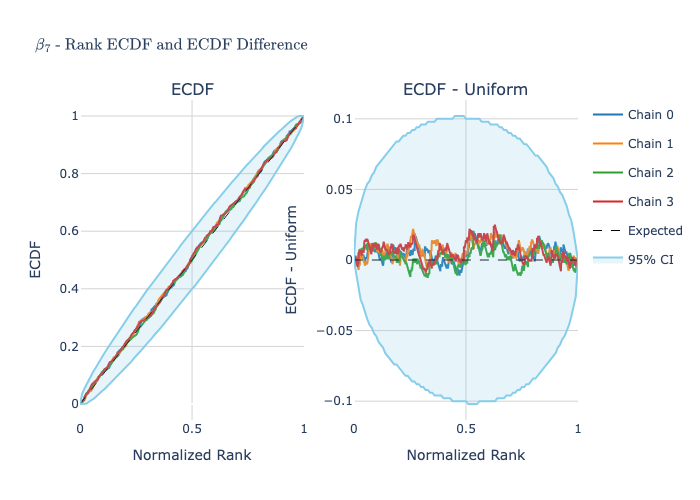 β₇ - Rank ECDF and ECDF Difference
ECDF
ECDF - Uniform
1
0.8
0.6
0.4
0.2
0
ECDF
0
0.5
1
Normalized Rank
0.1
0.05
0
−0.05
−0.1
ECDF - Uniform
0
0.5
1
Normalized Rank
Chain 0
Chain 1
Chain 2
Chain 3
Expected
95% CI